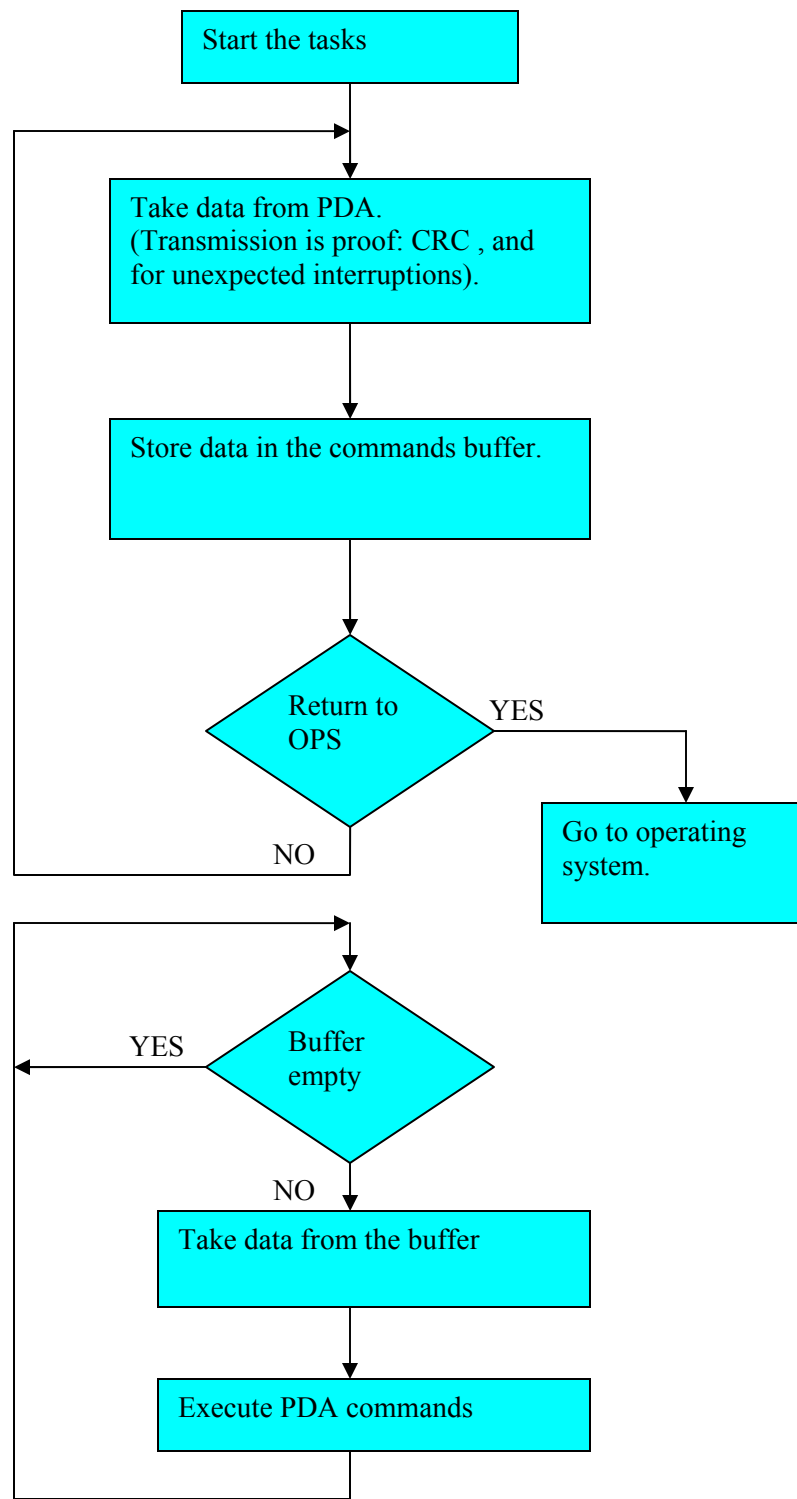 Start the tasks
Take data from PDA.
(Transmission is proof: CRC , and
for unexpected interruptions).
Store data in the commands buffer.
Return to
OPS
YES
NO
Go to operating
system.
Buffer
empty
YES
NO
Take data from the buffer
Execute PDA commands